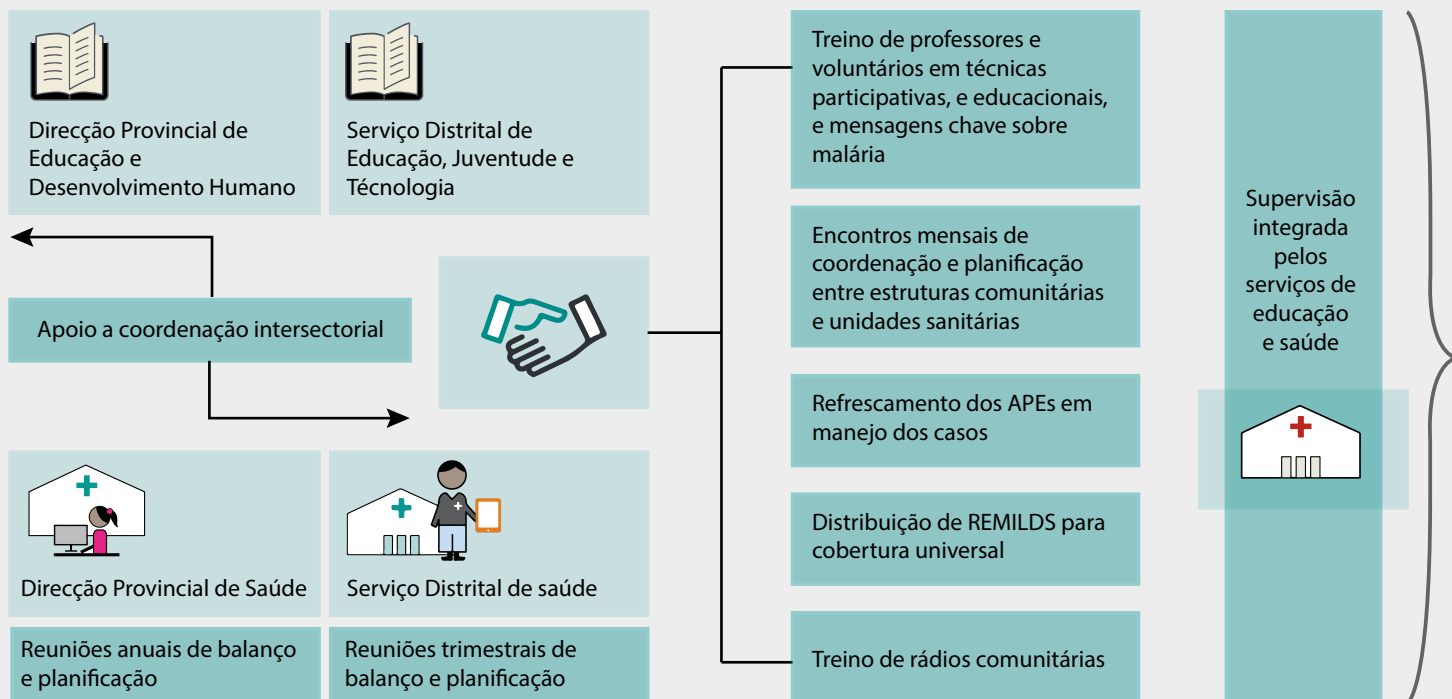 Direcção Provincial de
Educação e
Desenvolvimento Humano
Serviço Distrital de
Educação, Juventude e
Técnologia
Apoio a coordenação intersectorial
Direcção Provincial de Saúde
Serviço Distrital de saúde
Reuniões anuais de balanço
e planificação
Reuniões trimestrais de
balanço e planificação
Treino de professores e
voluntários em técnicas
participativas, e educacionais,
e mensagens chave sobre
malária
Encontros mensais de
coordenação e planificação
entre estruturas comunitárias
e unidades sanitárias
Refrescamento dos APEs em
manejo dos casos
Distribuição de REMILDS para
cobertura universal
Treino de rádios comunitárias
Supervisão
integrada
pelos
serviços de
educação
e saúde